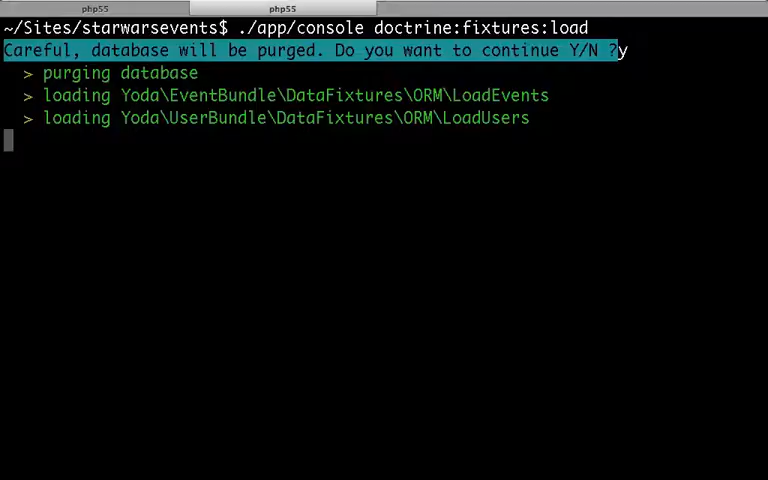 php55 php55
~/Sites/starwarsevents$ ./app/console doctrine:fixtures:load
Careful, database will be purged. Do you want to continue Y/N ?y
> purging database
> loading Yoda\EventBundle\DataFixtures\ORM\LoadEvents
> loading Yoda\UserBundle\DataFixtures\ORM\LoadUsers